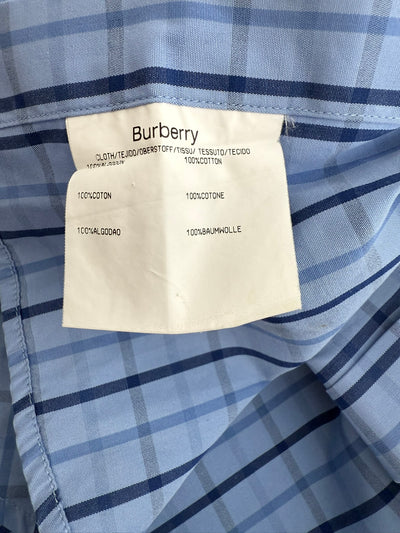 Burberry
CLOTH/TEJIDO/OBERSTOFF/TISSU/ TESSUTO/TECIDO
100%COTTON
100%COTON 100%COTONE
100%ALGODAO 100%BAUMWOLLE